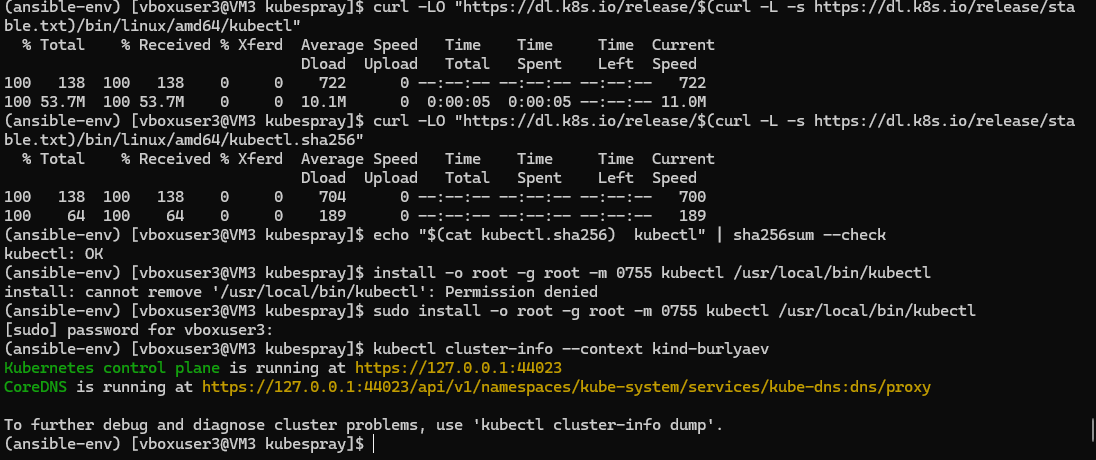 (ansible-env) [vboxuser3@VM3 kubespray]$ curl -LO "https://dl.k8s.io/release/$(curl -L -s https://dl.k8s.io/release/sta
ble.txt)/bin/linux/amd64/kubectl"
  % Total    % Received % Xferd  Average Speed   Time    Time     Time  Current
                                 Dload  Upload   Total   Spent    Left  Speed
100   138  100   138    0     0    722      0 --:--:-- --:--:-- --:--:--   722
100 53.7M  100 53.7M    0     0  10.1M      0  0:00:05  0:00:05 --:--:-- 11.0M
(ansible-env) [vboxuser3@VM3 kubespray]$ curl -LO "https://dl.k8s.io/release/$(curl -L -s https://dl.k8s.io/release/sta
ble.txt)/bin/linux/amd64/kubectl.sha256"
  % Total    % Received % Xferd  Average Speed   Time    Time     Time  Current
                                 Dload  Upload   Total   Spent    Left  Speed
100   138  100   138    0     0    704      0 --:--:-- --:--:-- --:--:--   700
100    64  100    64    0     0    189      0 --:--:-- --:--:-- --:--:--   189
(ansible-env) [vboxuser3@VM3 kubespray]$ echo "$(cat kubectl.sha256)  kubectl" | sha256sum --check
kubectl: OK
(ansible-env) [vboxuser3@VM3 kubespray]$ install -o root -g root -m 0755 kubectl /usr/local/bin/kubectl
install: cannot remove '/usr/local/bin/kubectl': Permission denied
(ansible-env) [vboxuser3@VM3 kubespray]$ sudo install -o root -g root -m 0755 kubectl /usr/local/bin/kubectl
[sudo] password for vboxuser3:
(ansible-env) [vboxuser3@VM3 kubespray]$ kubectl cluster-info --context kind-burlyaev
Kubernetes control plane is running at https://127.0.0.1:44023
CoreDNS is running at https://127.0.0.1:44023/api/v1/namespaces/kube-system/services/kube-dns:dns/proxy

To further debug and diagnose cluster problems, use 'kubectl cluster-info dump'.
(ansible-env) [vboxuser3@VM3 kubespray]$